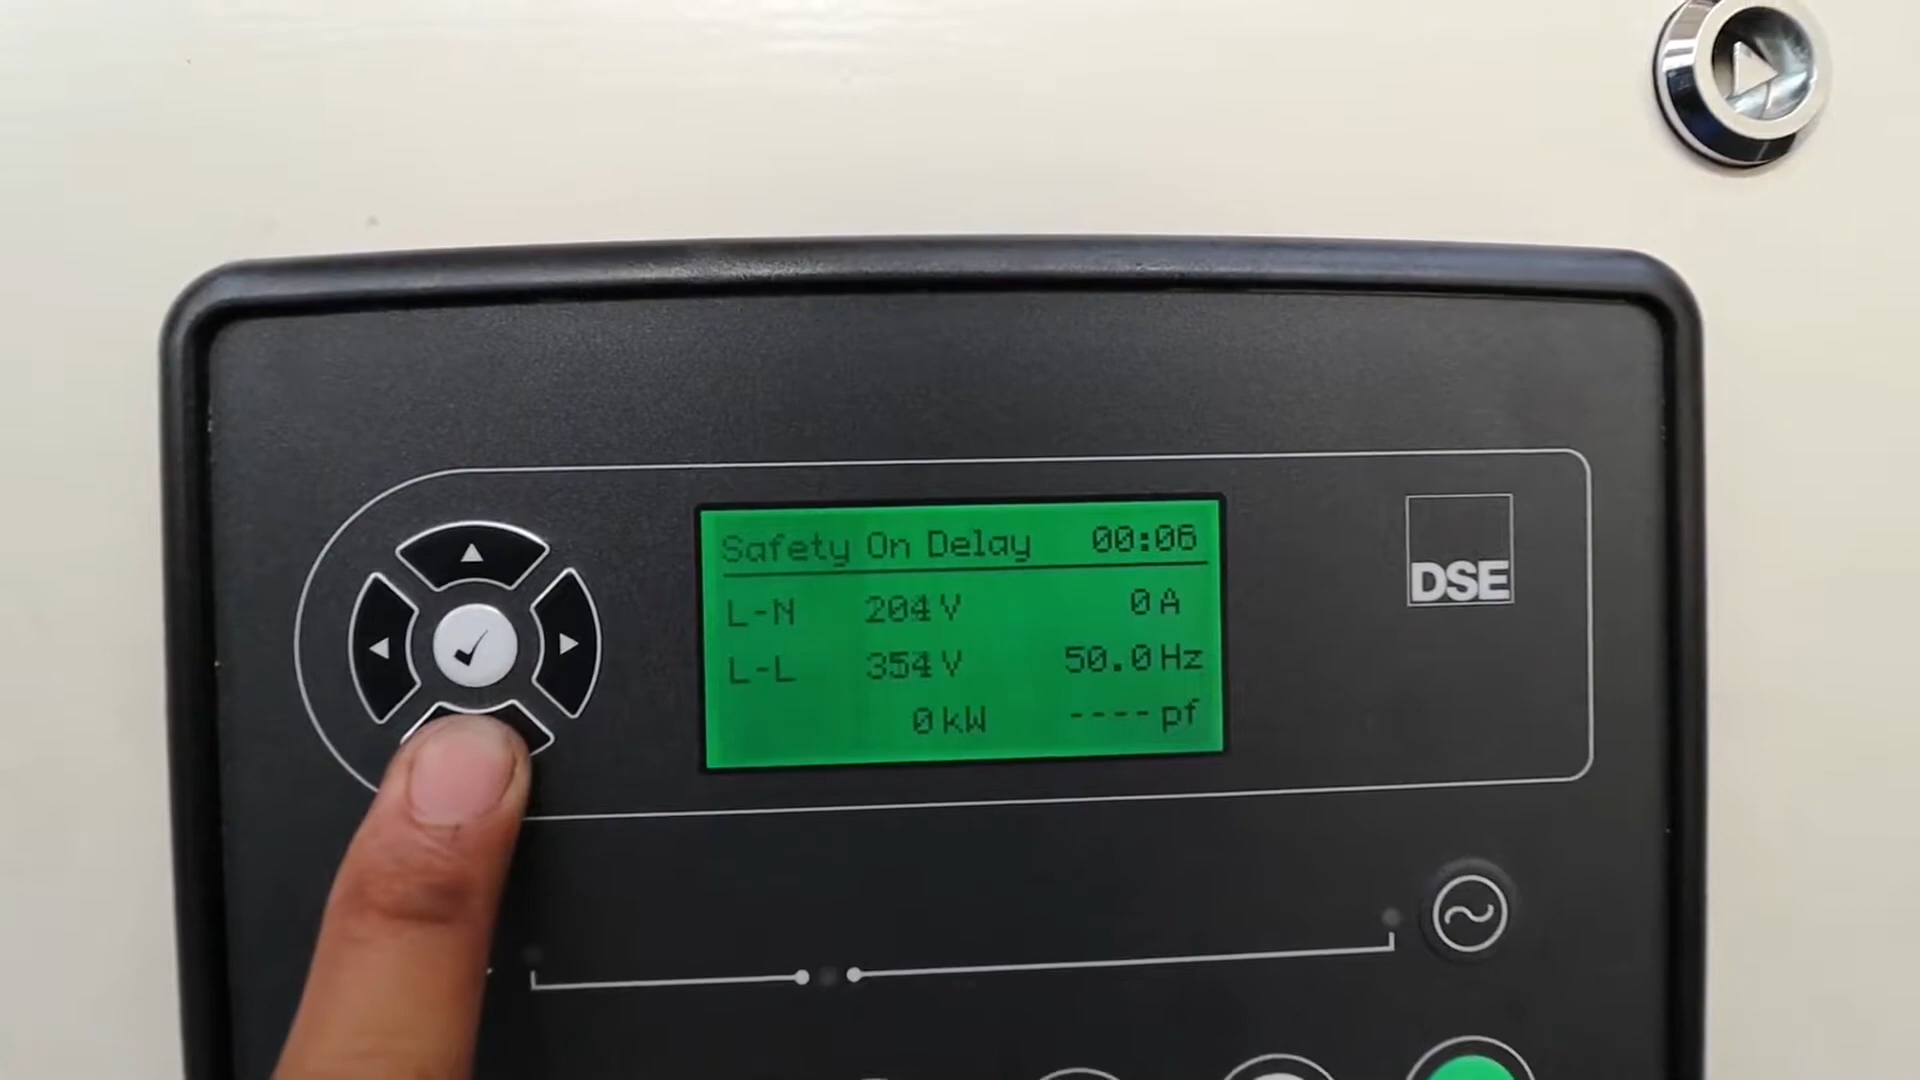 Safety On Delay 00:06
L-N 204 V 0 A
L-L 354 V 50.0 Hz
0 kW ---- pf
DSE